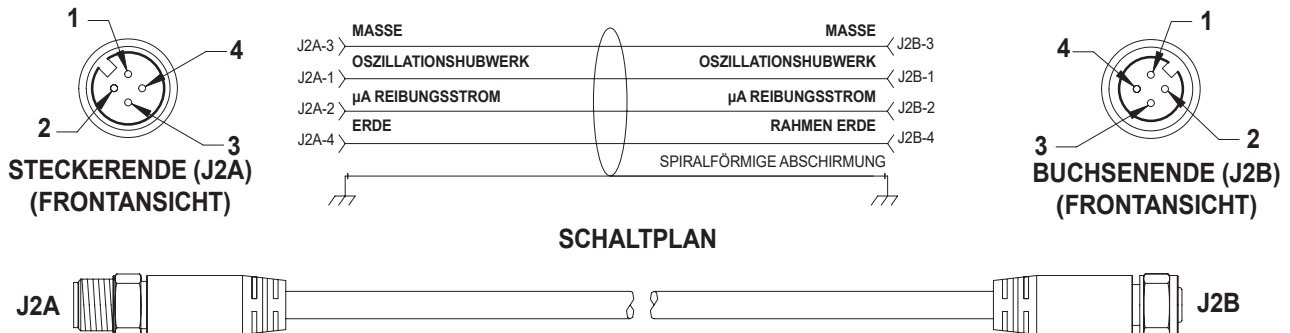 1
4
2
3
STECKERENDE (J2A)
(FRONTANSICHT)
MASSE MASSE
J2A-3 J2B-3
OSZILLATIONSHUBWERK OSZILLATIONSHUBWERK
J2A-1 J2B-1
µA REIBUNGSSTROM µA REIBUNGSSTROM
J2A-2 J2B-2
ERDE RAHMEN ERDE
J2A-4 J2B-4
SPIRALFÖRMIGE ABSCHIRMUNG
SCHALTPLAN
1
4
3
2
BUCHSENENDE (J2B)
(FRONTANSICHT)
J2A J2B